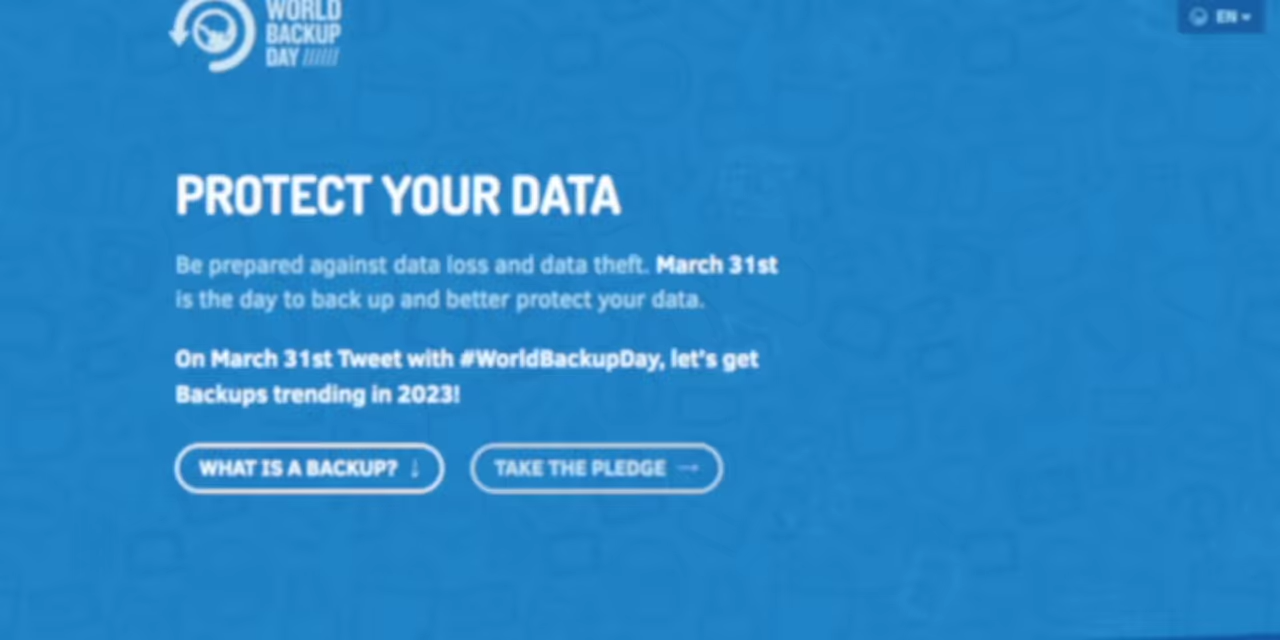 WORLD
BACKUP
DAY //////
EN
PROTECT YOUR DATA
Be prepared against data loss and data theft. March 31st
is the day to back up and better protect your data.
On March 31st Tweet with #WorldBackupDay, let's get
Backups trending in 2023!
WHAT IS A BACKUP? ↓
TAKE THE PLEDGE →